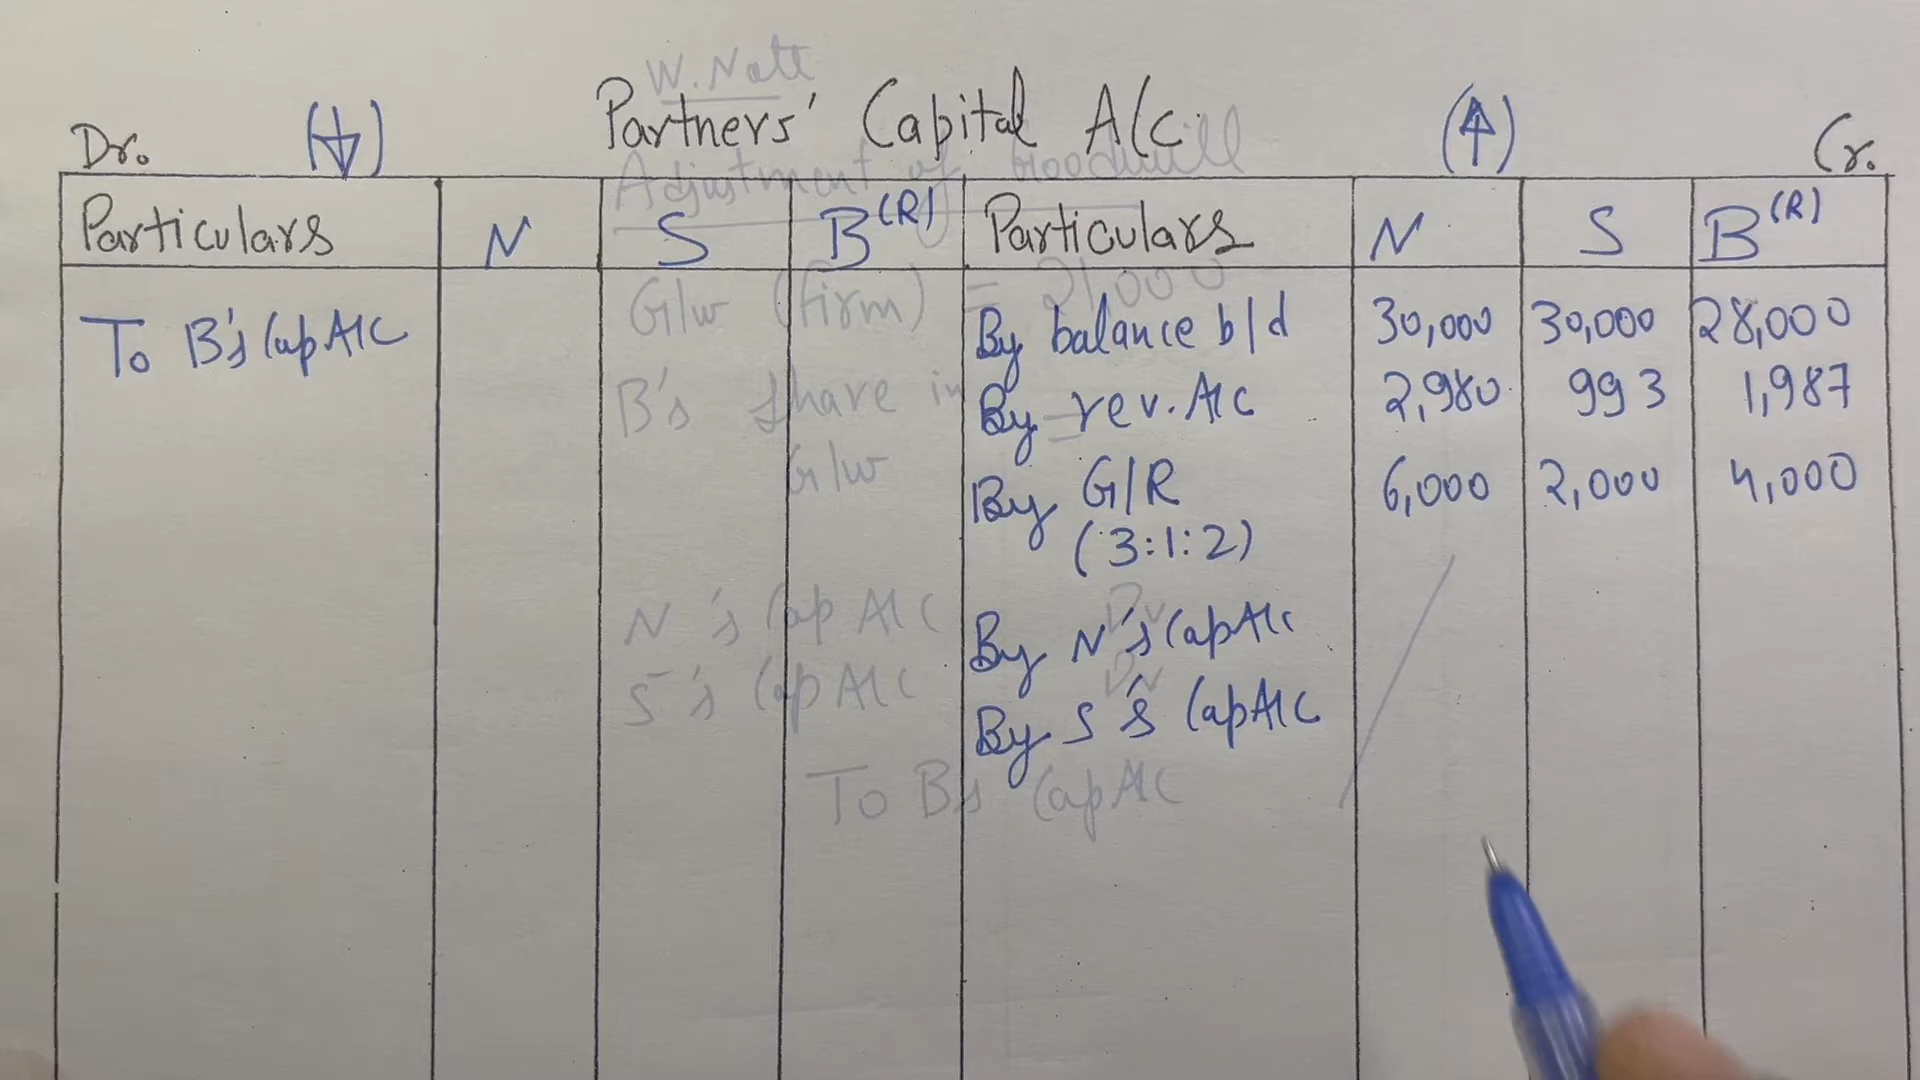 W. Note
Partners' Capital A/c
Dr. (↓) (↑) Cr.
Adjustment of Goodwill
Particulars N S B(R) Particulars N S B(R)
G/w (firm) = 21,000
To B's Cap A/c By balance b/d 30,000 30,000 28,000
B's share in =
G/w
By rev. A/c 2,980 993 1,987
By G/R 6,000 2,000 4,000
(3:1:2)
N's Cap A/c Dr
By N's Cap A/c
S's Cap A/c Dr
By S's Cap A/c
To B's Cap A/c